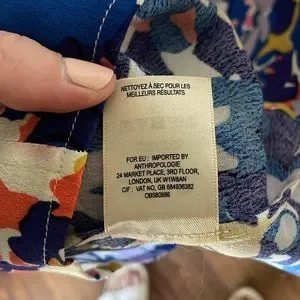 NETTOYEZ À SEC POUR LES
MEILLEURS RÉSULTATS
FOR EU : IMPORTED BY
ANTHROPOLOGIE
24 MARKET PLACE, 3RD FLOOR,
LONDON, UK W1W8AN
CIF : VAT NO, GB 684936382
OB580886